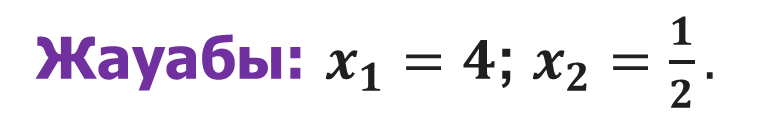 Жауабы: x₁ = 4; x₂ = 1/2.